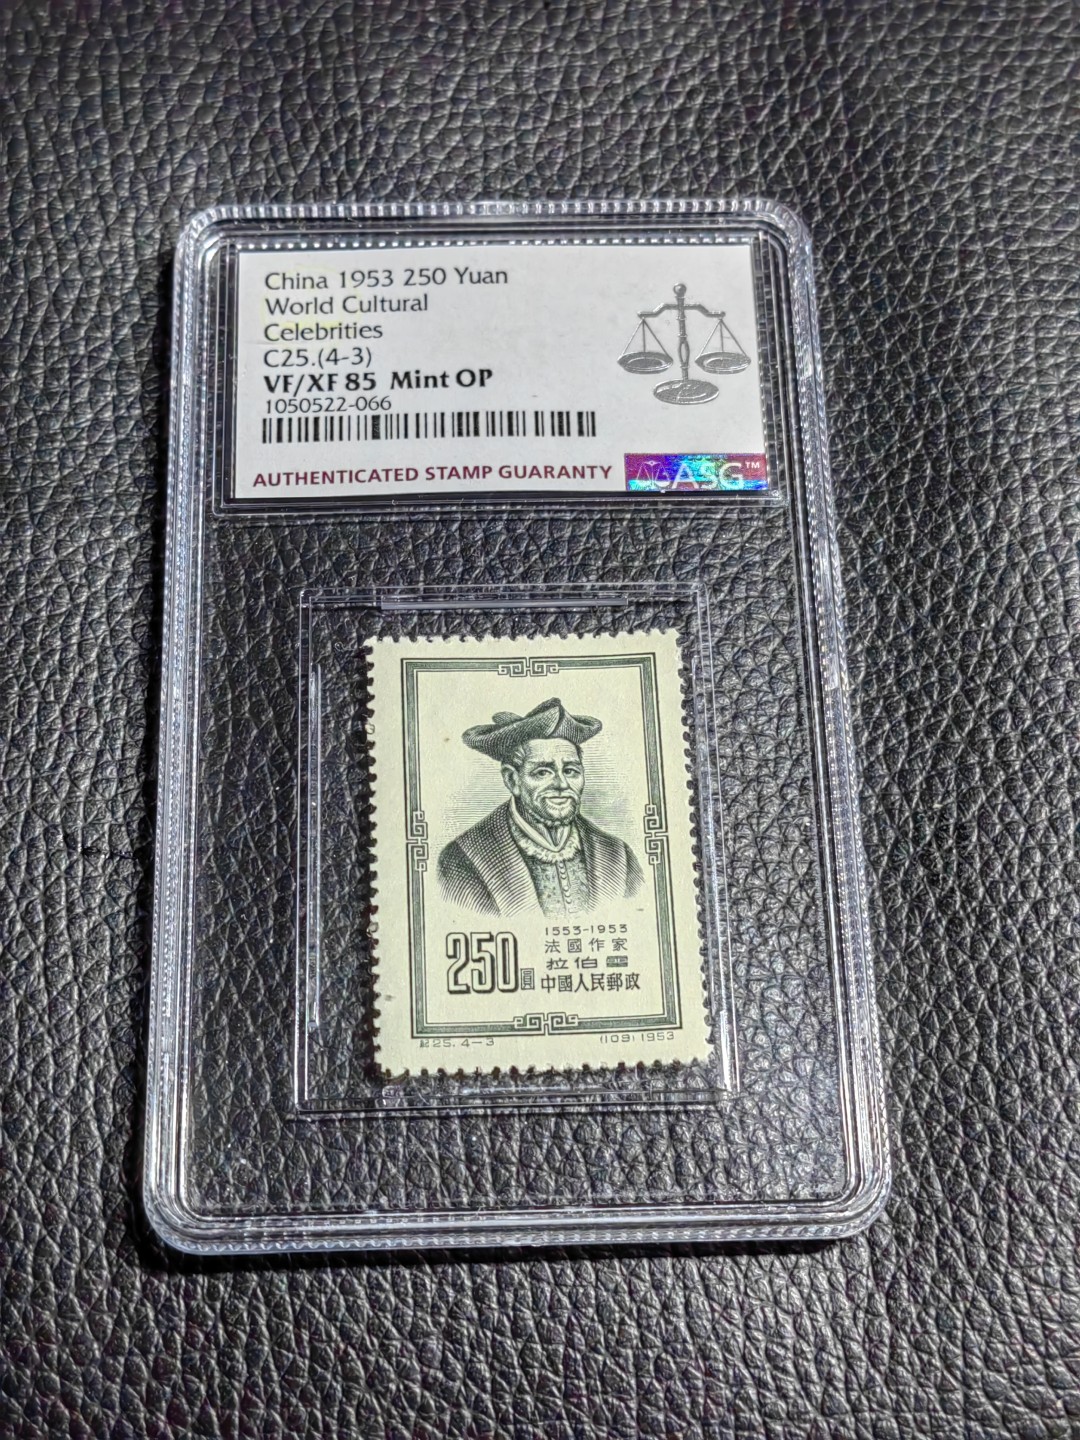 China 1953 250 Yuan
World Cultural
Celebrities
C25.(4-3)
VF/XF 85 Mint OP
1050522-066
AUTHENTICATED STAMP GUARANTY
ASG™
1553-1953
法國作家
拉伯雷
250圓
中國人民郵政
紀25.4-3
(109)1953